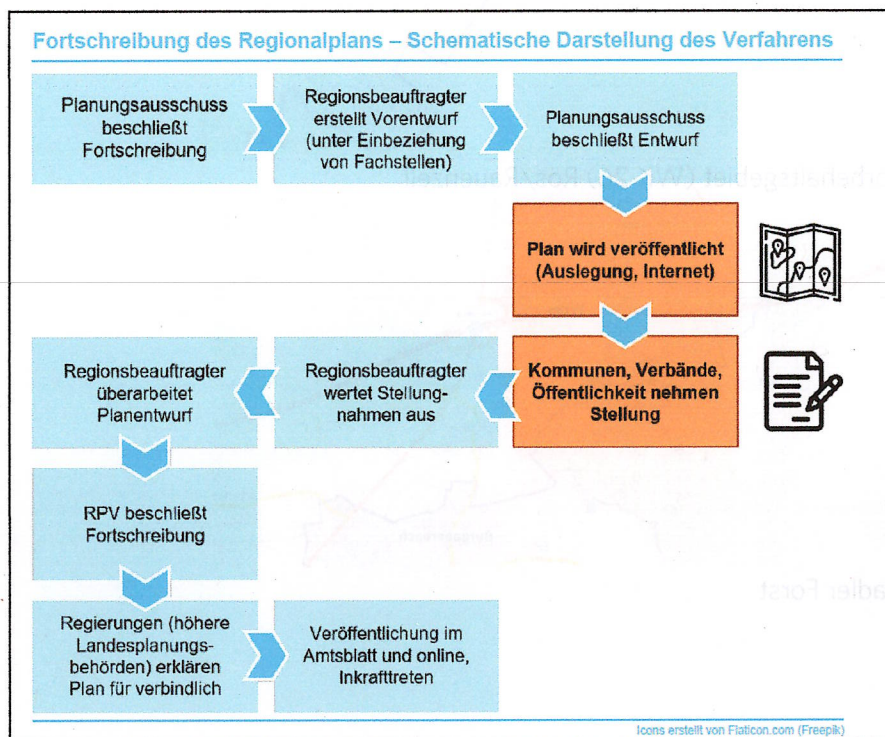 Fortschreibung des Regionalplans – Schematische Darstellung des Verfahrens
Planungsausschuss
beschließt
Fortschreibung
Regionsbeauftragter
erstellt Vorentwurf
(unter Einbeziehung
von Fachstellen)
Planungsausschuss
beschließt Entwurf
Plan wird veröffentlicht
(Auslegung, Internet)
Kommunen, Verbände,
Öffentlichkeit nehmen
Stellung
Regionsbeauftragter
wertet Stellung-
nahmen aus
Regionsbeauftragter
überarbeitet
Planentwurf
RPV beschließt
Fortschreibung
Regierungen (höhere
Landesplanungs-
behörden) erklären
Plan für verbindlich
Veröffentlichung im
Amtsblatt und online,
Inkrafttreten
Icons erstellt von Flaticon.com (Freepik)